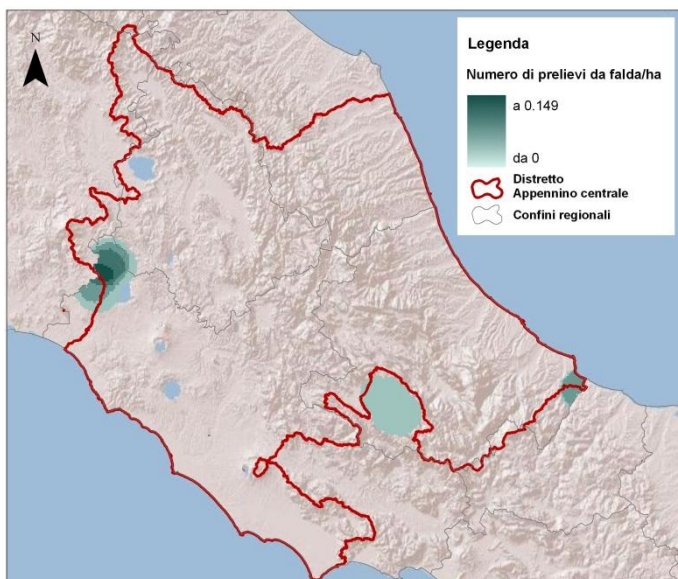 N
Legenda
Numero di prelievi da falda/ha
a 0.149
da 0
Distretto
Appennino centrale
Confini regionali